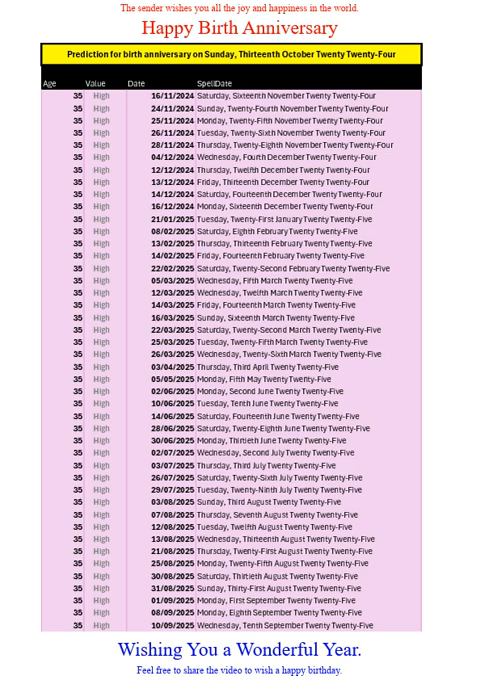 The sender wishes you all the joy and happiness in the world.
Happy Birth Anniversary
Prediction for birth anniversary on Sunday, Thirteenth October Twenty Twenty-Four
Age Value Date SpellDate
35 High 16/11/2024 Saturday, Sixteenth November Twenty Twenty-Four
35 High 24/11/2024 Sunday, Twenty-Fourth November Twenty Twenty-Four
35 High 25/11/2024 Monday, Twenty-Fifth November Twenty Twenty-Four
35 High 26/11/2024 Tuesday, Twenty-Sixth November Twenty Twenty-Four
35 High 28/11/2024 Thursday, Twenty-Eighth November Twenty Twenty-Four
35 High 04/12/2024 Wednesday, Fourth December Twenty Twenty-Four
35 High 12/12/2024 Thursday, Twelfth December Twenty Twenty-Four
35 High 13/12/2024 Friday, Thirteenth December Twenty Twenty-Four
35 High 14/12/2024 Saturday, Fourteenth December Twenty Twenty-Four
35 High 16/12/2024 Monday, Sixteenth December Twenty Twenty-Four
35 High 21/01/2025 Tuesday, Twenty-First January Twenty Twenty-Five
35 High 08/02/2025 Saturday, Eighth February Twenty Twenty-Five
35 High 13/02/2025 Thursday, Thirteenth February Twenty Twenty-Five
35 High 14/02/2025 Friday, Fourteenth February Twenty Twenty-Five
35 High 22/02/2025 Saturday, Twenty-Second February Twenty Twenty-Five
35 High 05/03/2025 Wednesday, Fifth March Twenty Twenty-Five
35 High 12/03/2025 Wednesday, Twelfth March Twenty Twenty-Five
35 High 14/03/2025 Friday, Fourteenth March Twenty Twenty-Five
35 High 16/03/2025 Sunday, Sixteenth March Twenty Twenty-Five
35 High 22/03/2025 Saturday, Twenty-Second March Twenty Twenty-Five
35 High 25/03/2025 Tuesday, Twenty-Fifth March Twenty Twenty-Five
35 High 26/03/2025 Wednesday, Twenty-Sixth March Twenty Twenty-Five
35 High 03/04/2025 Thursday, Third April Twenty Twenty-Five
35 High 05/05/2025 Monday, Fifth May Twenty Twenty-Five
35 High 02/06/2025 Monday, Second June Twenty Twenty-Five
35 High 10/06/2025 Tuesday, Tenth June Twenty Twenty-Five
35 High 14/06/2025 Saturday, Fourteenth June Twenty Twenty-Five
35 High 28/06/2025 Saturday, Twenty-Eighth June Twenty Twenty-Five
35 High 30/06/2025 Monday, Thirtieth June Twenty Twenty-Five
35 High 02/07/2025 Wednesday, Second July Twenty Twenty-Five
35 High 03/07/2025 Thursday, Third July Twenty Twenty-Five
35 High 26/07/2025 Saturday, Twenty-Sixth July Twenty Twenty-Five
35 High 29/07/2025 Tuesday, Twenty-Ninth July Twenty Twenty-Five
35 High 03/08/2025 Sunday, Third August Twenty Twenty-Five
35 High 07/08/2025 Thursday, Seventh August Twenty Twenty-Five
35 High 12/08/2025 Tuesday, Twelfth August Twenty Twenty-Five
35 High 13/08/2025 Wednesday, Thirteenth August Twenty Twenty-Five
35 High 21/08/2025 Thursday, Twenty-First August Twenty Twenty-Five
35 High 25/08/2025 Monday, Twenty-Fifth August Twenty Twenty-Five
35 High 30/08/2025 Saturday, Thirtieth August Twenty Twenty-Five
35 High 31/08/2025 Sunday, Thirty-First August Twenty Twenty-Five
35 High 01/09/2025 Monday, First September Twenty Twenty-Five
35 High 08/09/2025 Monday, Eighth September Twenty Twenty-Five
35 High 10/09/2025 Wednesday, Tenth September Twenty Twenty-Five
Wishing You a Wonderful Year.
Feel free to share the video to wish a happy birthday.